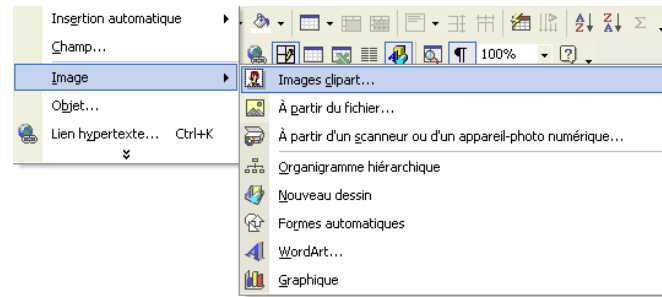 Insertion automatique
Champ...
Image
Objet...
Lien hypertexte... Ctrl+K
100%
Images clipart...
À partir du fichier...
À partir d'un scanneur ou d'un appareil-photo numérique...
Organigramme hiérarchique
Nouveau dessin
Formes automatiques
WordArt...
Graphique